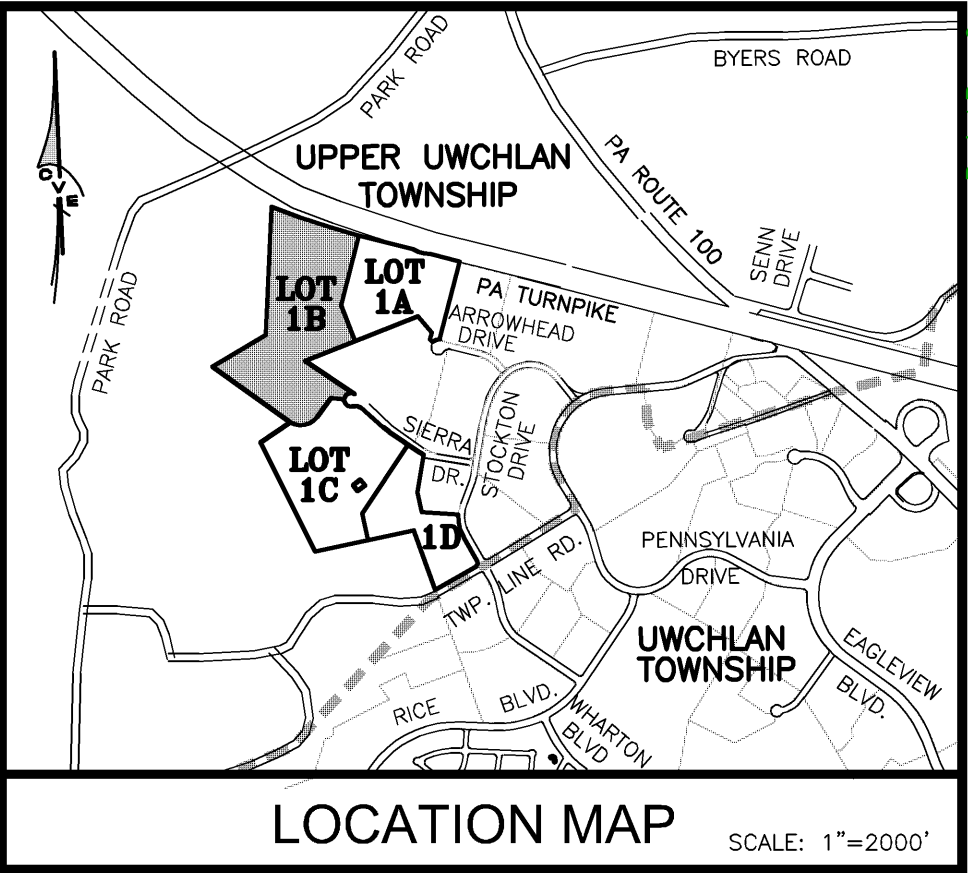 PARK ROAD
BYERS ROAD
UPPER UWCHLAN
TOWNSHIP
PA ROUTE 100
CVE
SENN
DRIVE
PARK ROAD
LOT
1B
LOT
1A
PA TURNPIKE
ARROWHEAD
DRIVE
SIERRA
DR.
STOCKTON
DRIVE
LOT
1C
1D
TWP. LINE RD.
PENNSYLVANIA
DRIVE
UWCHLAN
TOWNSHIP
EAGLEVIEW
BLVD.
RICE BLVD.
WHARTON
BLVD
LOCATION MAP
SCALE: 1"=2000'